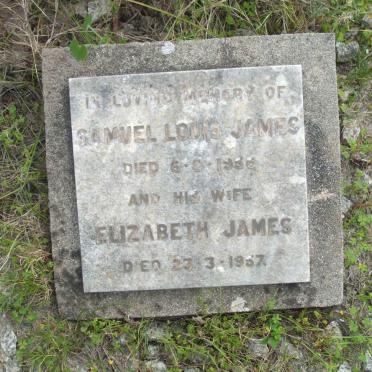 IN LOVING MEMORY OF
SAMUEL LOUIS JAMES
DIED
AND HIS WIFE
ELIZABETH JAMES
DIED 23·3·1957.